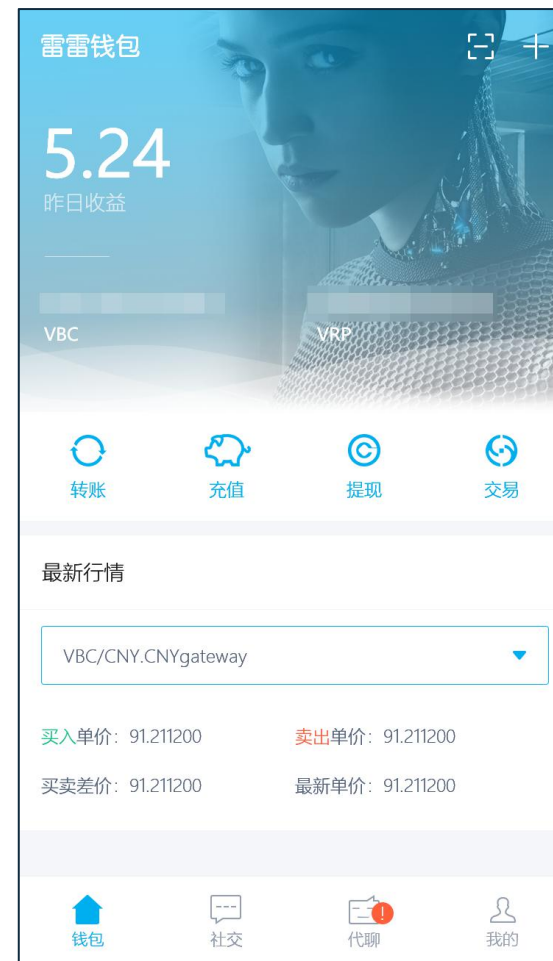 雷雷钱包
5.24
昨日收益
VBC VRP
转账 充值 提现 交易
最新行情
VBC/CNY.CNYgateway
买入单价：91.211200 卖出单价：91.211200
买卖差价：91.211200 最新单价：91.211200
钱包 社交 代聊 我的